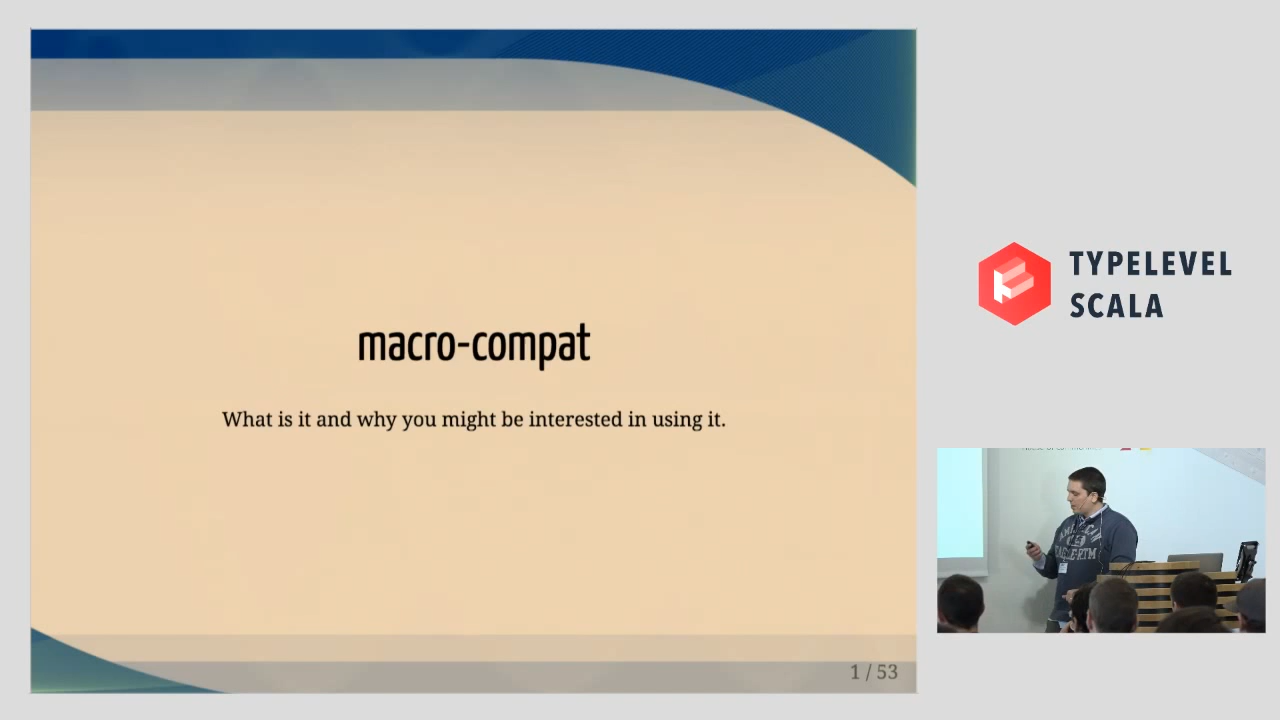 macro-compat
What is it and why you might be interested in using it.
1 / 53
TYPELEVEL
SCALA